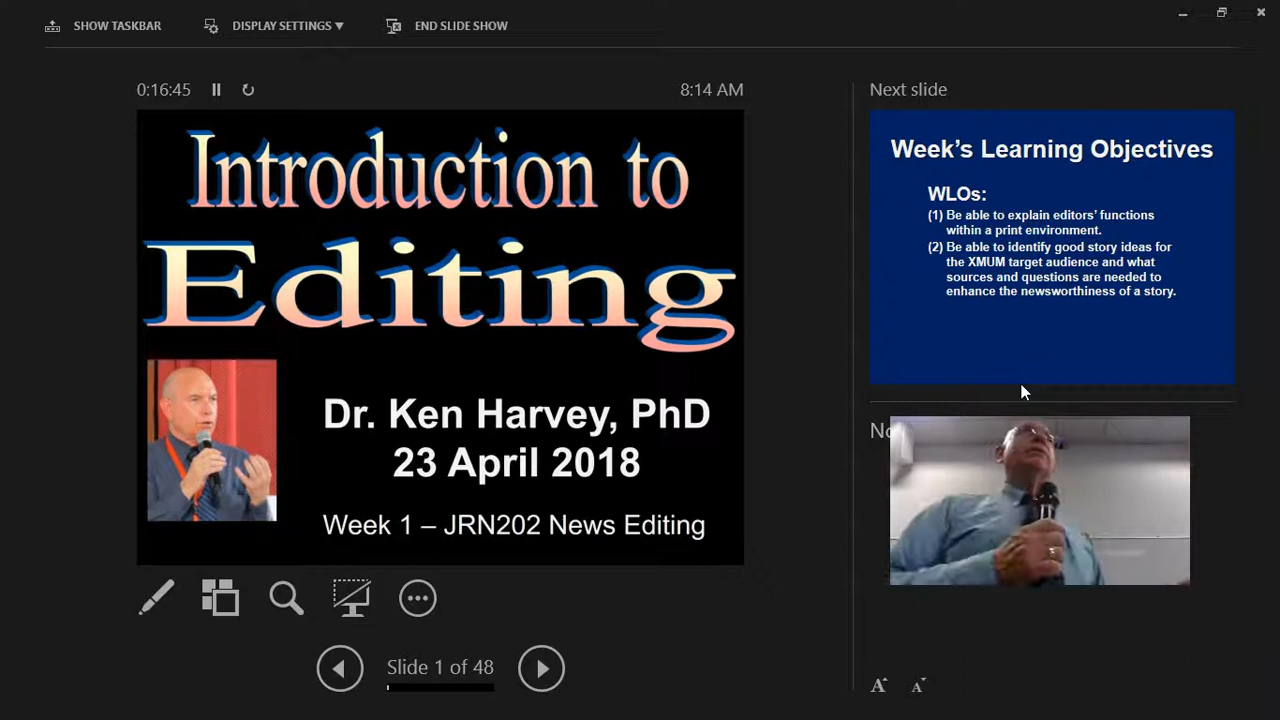 SHOW TASKBAR
DISPLAY SETTINGS ▼
END SLIDE SHOW
0:16:45
8:14 AM
Introduction to
Editing
Dr. Ken Harvey, PhD
23 April 2018
Week 1 – JRN202 News Editing
Slide 1 of 48
Next slide
Week's Learning Objectives
WLOs:
(1) Be able to explain editors' functions
within a print environment.
(2) Be able to identify good story ideas for
the XMUM target audience and what
sources and questions are needed to
enhance the newsworthiness of a story.
A A